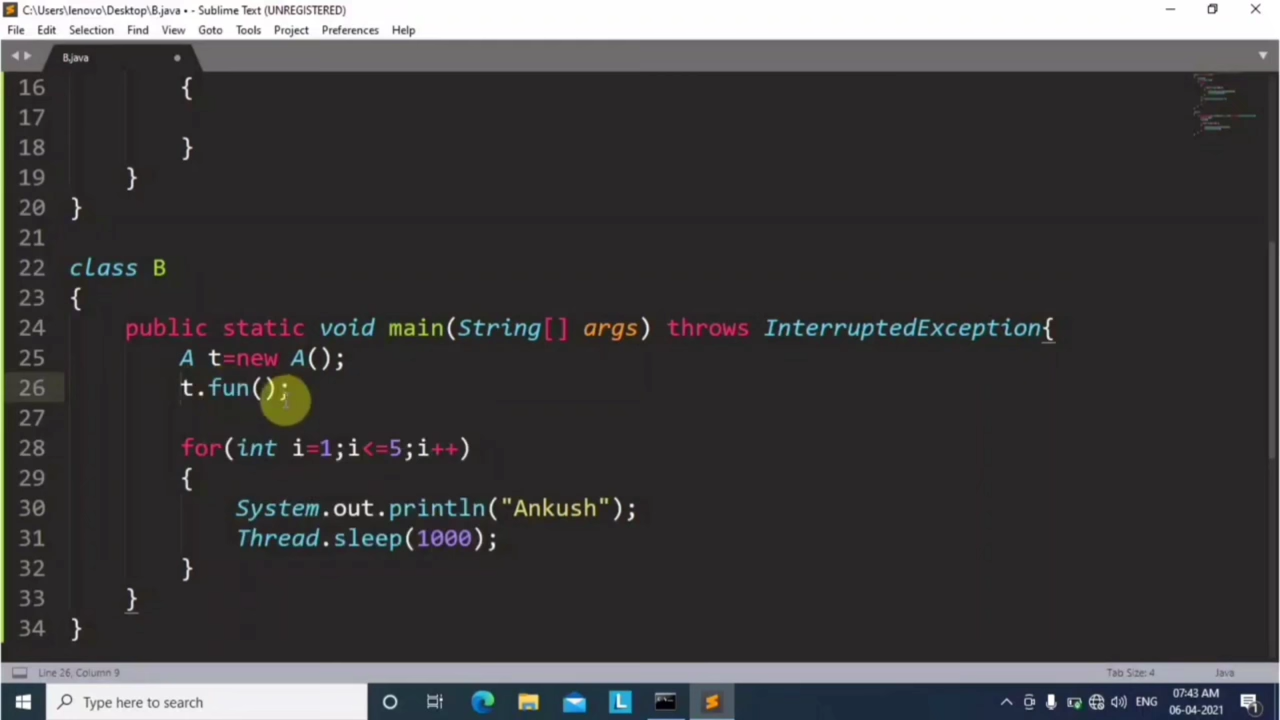 C:\Users\lenovo\Desktop\B.java • - Sublime Text (UNREGISTERED)
File Edit Selection Find View Goto Tools Project Preferences Help
B.java
16 {
17
18 }
19 }
20 }
21
22 class B
23 {
24 public static void main(String[] args) throws InterruptedException{
25 A t=new A();
26 t.fun();
27
28 for(int i=1;i<=5;i++)
29 {
30 System.out.println("Ankush");
31 Thread.sleep(1000);
32 }
33 }
34 }
Line 26, Column 9 Tab Size: 4 Java
Type here to search L ENG 07:43 AM
06-04-2021 1